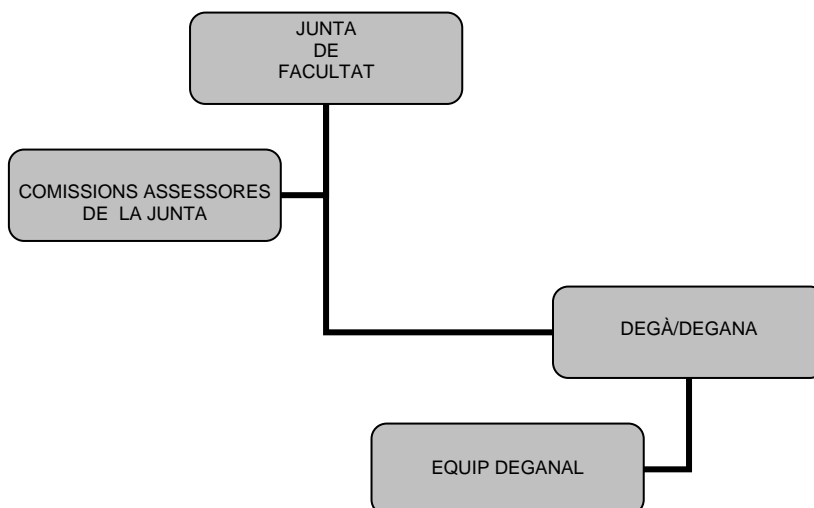 JUNTA
DE
FACULTAT
COMISSIONS ASSESSORES
DE LA JUNTA
DEGÀ/DEGANA
EQUIP DEGANAL